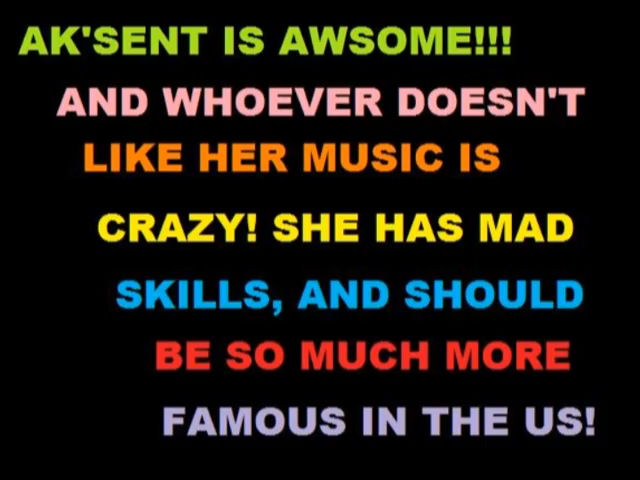 AK'SENT IS AWSOME!!!
AND WHOEVER DOESN'T
LIKE HER MUSIC IS
CRAZY! SHE HAS MAD
SKILLS, AND SHOULD
BE SO MUCH MORE
FAMOUS IN THE US!